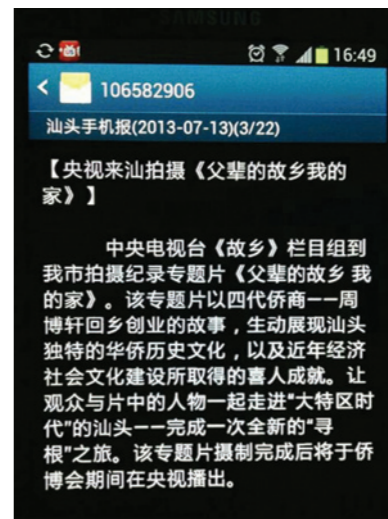 SAMSUNG
16:49
106582906
汕头手机报(2013-07-13)(3/22)
【央视来汕拍摄《父辈的故乡我的
家》】
中央电视台《故乡》栏目组到
我市拍摄纪录专题片《父辈的故乡 我
的家》。该专题片以四代侨商——周
博轩回乡创业的故事，生动展现汕头
独特的华侨历史文化，以及近年经济
社会文化建设所取得的喜人成就。让
观众与片中的人物一起走进“大特区时
代”的汕头——完成一次全新的“寻
根”之旅。该专题片摄制完成后将于侨
博会期间在央视播出。